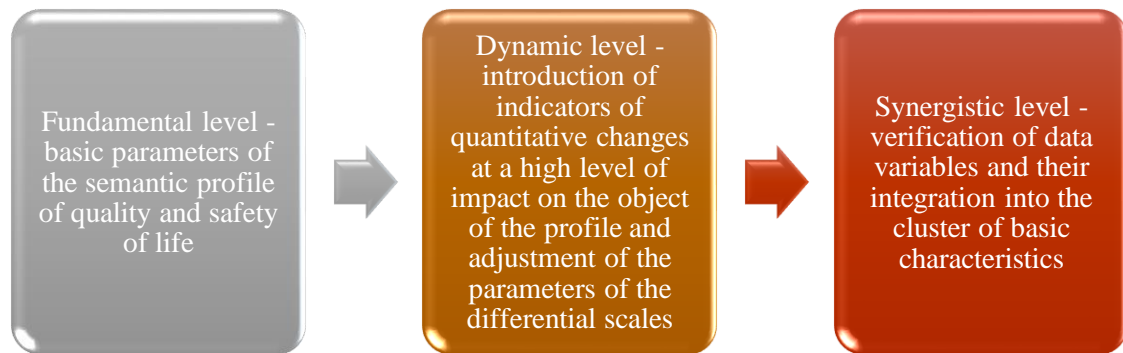 Fundamental level -
basic parameters of
the semantic profile
of quality and safety
of life
Dynamic level -
introduction of
indicators of
quantitative changes
at a high level of
impact on the object
of the profile and
adjustment of the
parameters of the
differential scales
Synergistic level -
verification of data
variables and their
integration into the
cluster of basic
characteristics